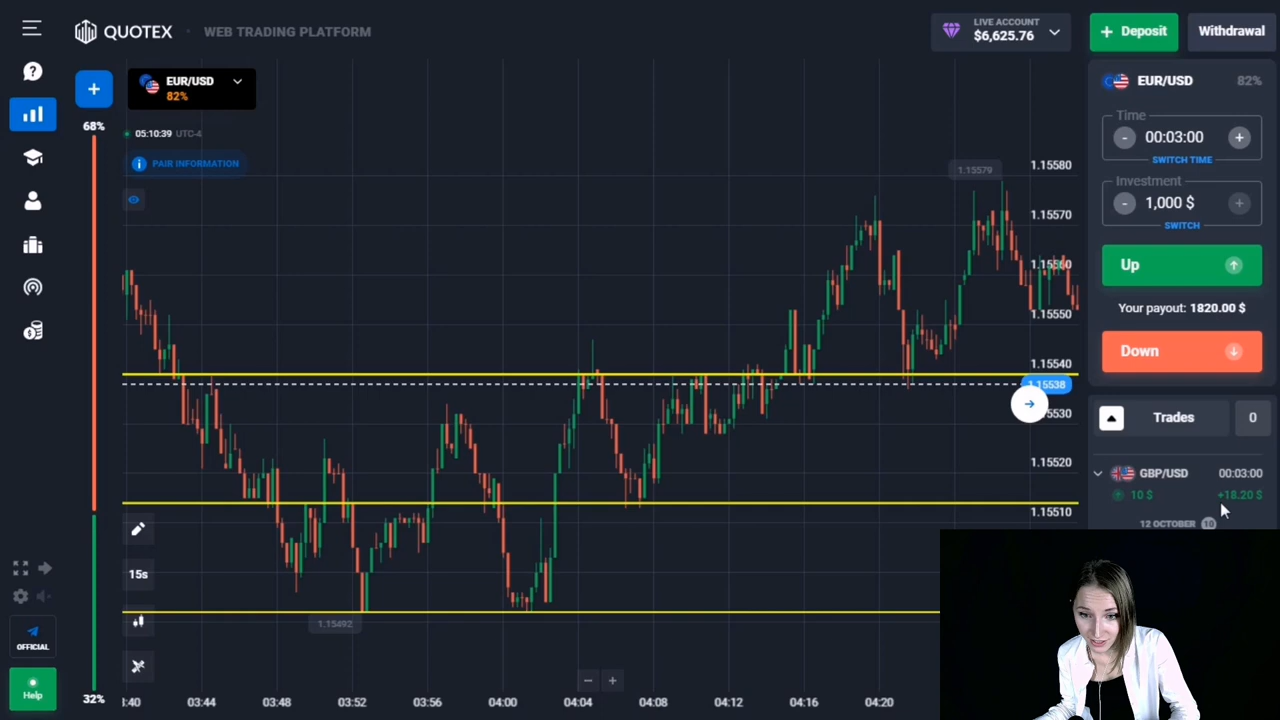 QUOTEX
WEB TRADING PLATFORM
LIVE ACCOUNT
$6,625.76
+ Deposit
Withdrawal
EUR/USD
82%
68%
05:10:39 UTC-4
PAIR INFORMATION
1.15579
1.15580
1.15570
1.15560
1.15550
1.15540
1.15538
1.15530
1.15520
1.15510
1.15492
15s
OFFICIAL
Help
32%
:40
03:44
03:48
03:52
03:56
04:00
04:04
04:08
04:12
04:16
04:20
EUR/USD
82%
Time
- 00:03:00 +
SWITCH TIME
Investment
- 1,000 $ +
SWITCH
Up
Your payout: 1820.00 $
Down
Trades
0
GBP/USD
00:03:00
10 $
+18.20 $
12 OCTOBER 10